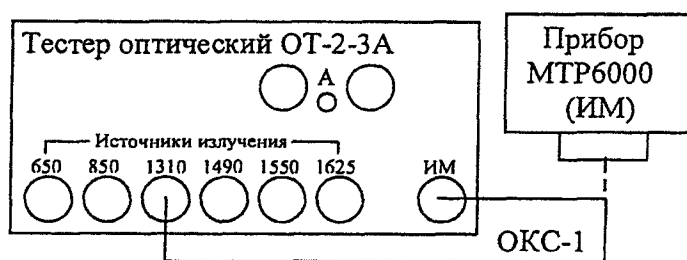 Тестер оптический ОТ-2-3А
А
Источники излучения
650 850 1310 1490 1550 1625 ИМ
Прибор
МТР6000
(ИМ)
ОКС-1